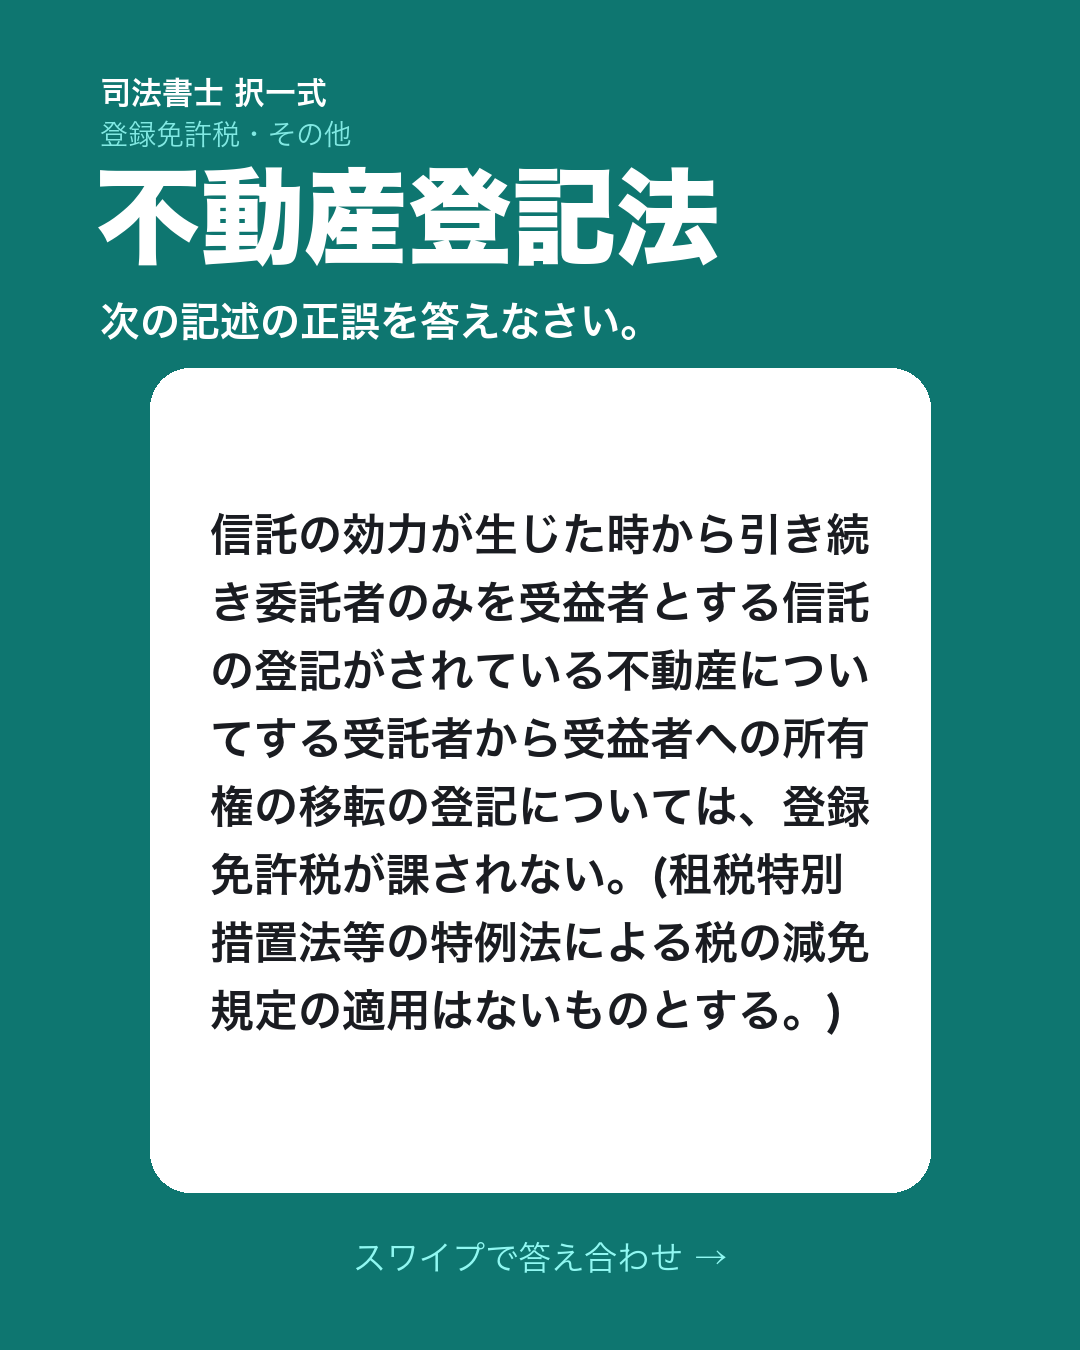 司法書士 択一式
登録免許税・その他
不動産登記法
次の記述の正誤を答えなさい。
信託の効力が生じた時から引き続
き委託者のみを受益者とする信託
の登記がされている不動産につい
てする受託者から受益者への所有
権の移転の登記については、登録
免許税が課されない。(租税特別
措置法等の特例法による税の減免
規定の適用はないものとする。)
スワイプで答え合わせ →